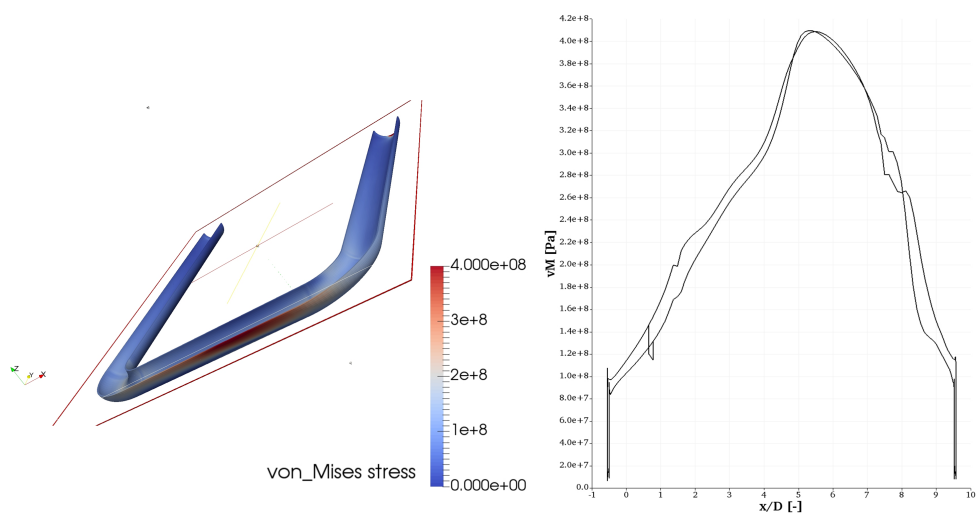 4.000e+08
3e+8
2e+8
1e+8
0.000e+00
von_Mises stress
Z
Y
X
4.2e+8
4.0e+8
3.8e+8
3.6e+8
3.4e+8
3.2e+8
3.0e+8
2.8e+8
2.6e+8
2.4e+8
2.2e+8
2.0e+8
1.8e+8
1.6e+8
1.4e+8
1.2e+8
1.0e+8
8.0e+7
6.0e+7
4.0e+7
2.0e+7
0.0
vM [Pa]
-1 0 1 2 3 4 5 6 7 8 9 10
x/D [-]